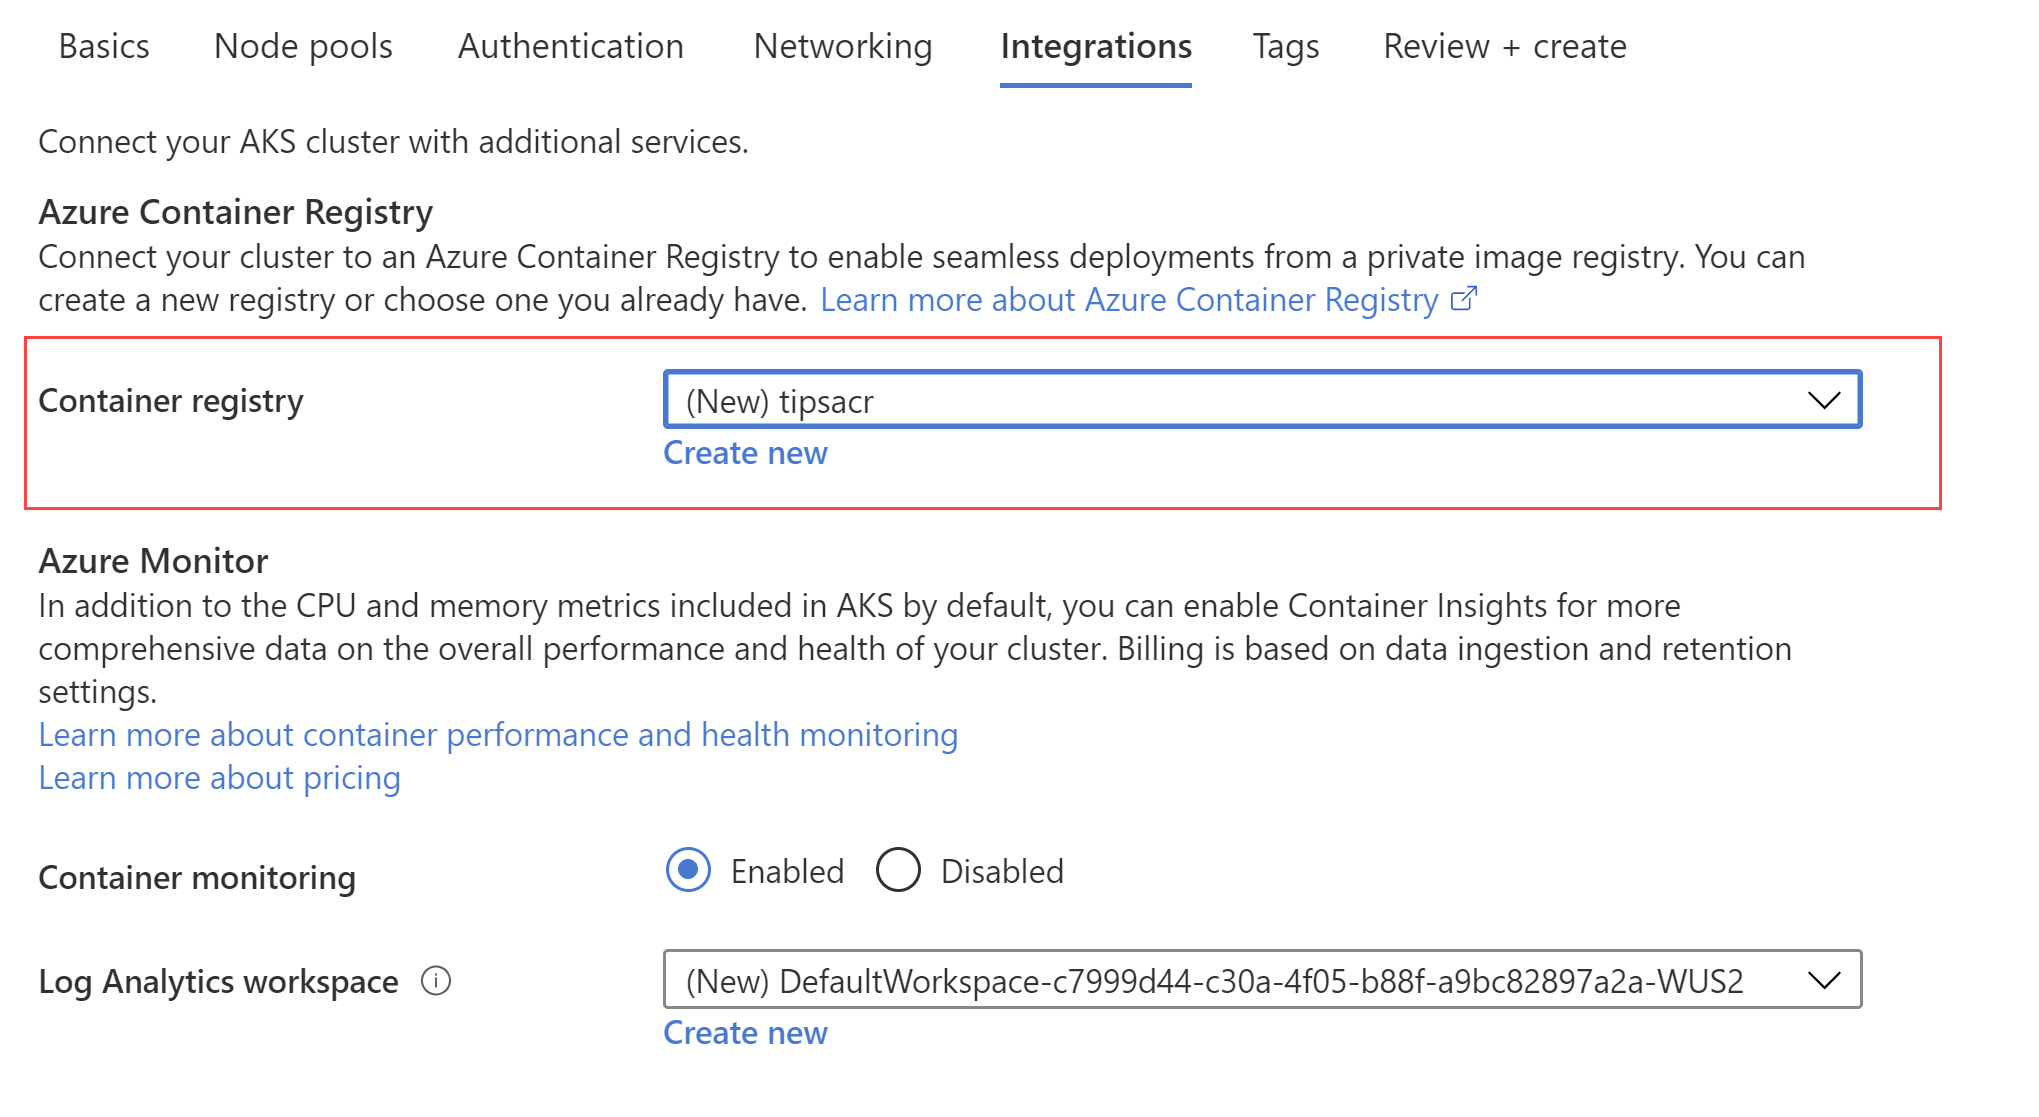 Basics Node pools Authentication Networking Integrations Tags Review + create
Connect your AKS cluster with additional services.
Azure Container Registry
Connect your cluster to an Azure Container Registry to enable seamless deployments from a private image registry. You can
create a new registry or choose one you already have. Learn more about Azure Container Registry
Container registry (New) tipsacr
Create new
Azure Monitor
In addition to the CPU and memory metrics included in AKS by default, you can enable Container Insights for more
comprehensive data on the overall performance and health of your cluster. Billing is based on data ingestion and retention
settings.
Learn more about container performance and health monitoring
Learn more about pricing
Container monitoring Enabled Disabled
Log Analytics workspace (New) DefaultWorkspace-c7999d44-c30a-4f05-b88f-a9bc82897a2a-WUS2
Create new